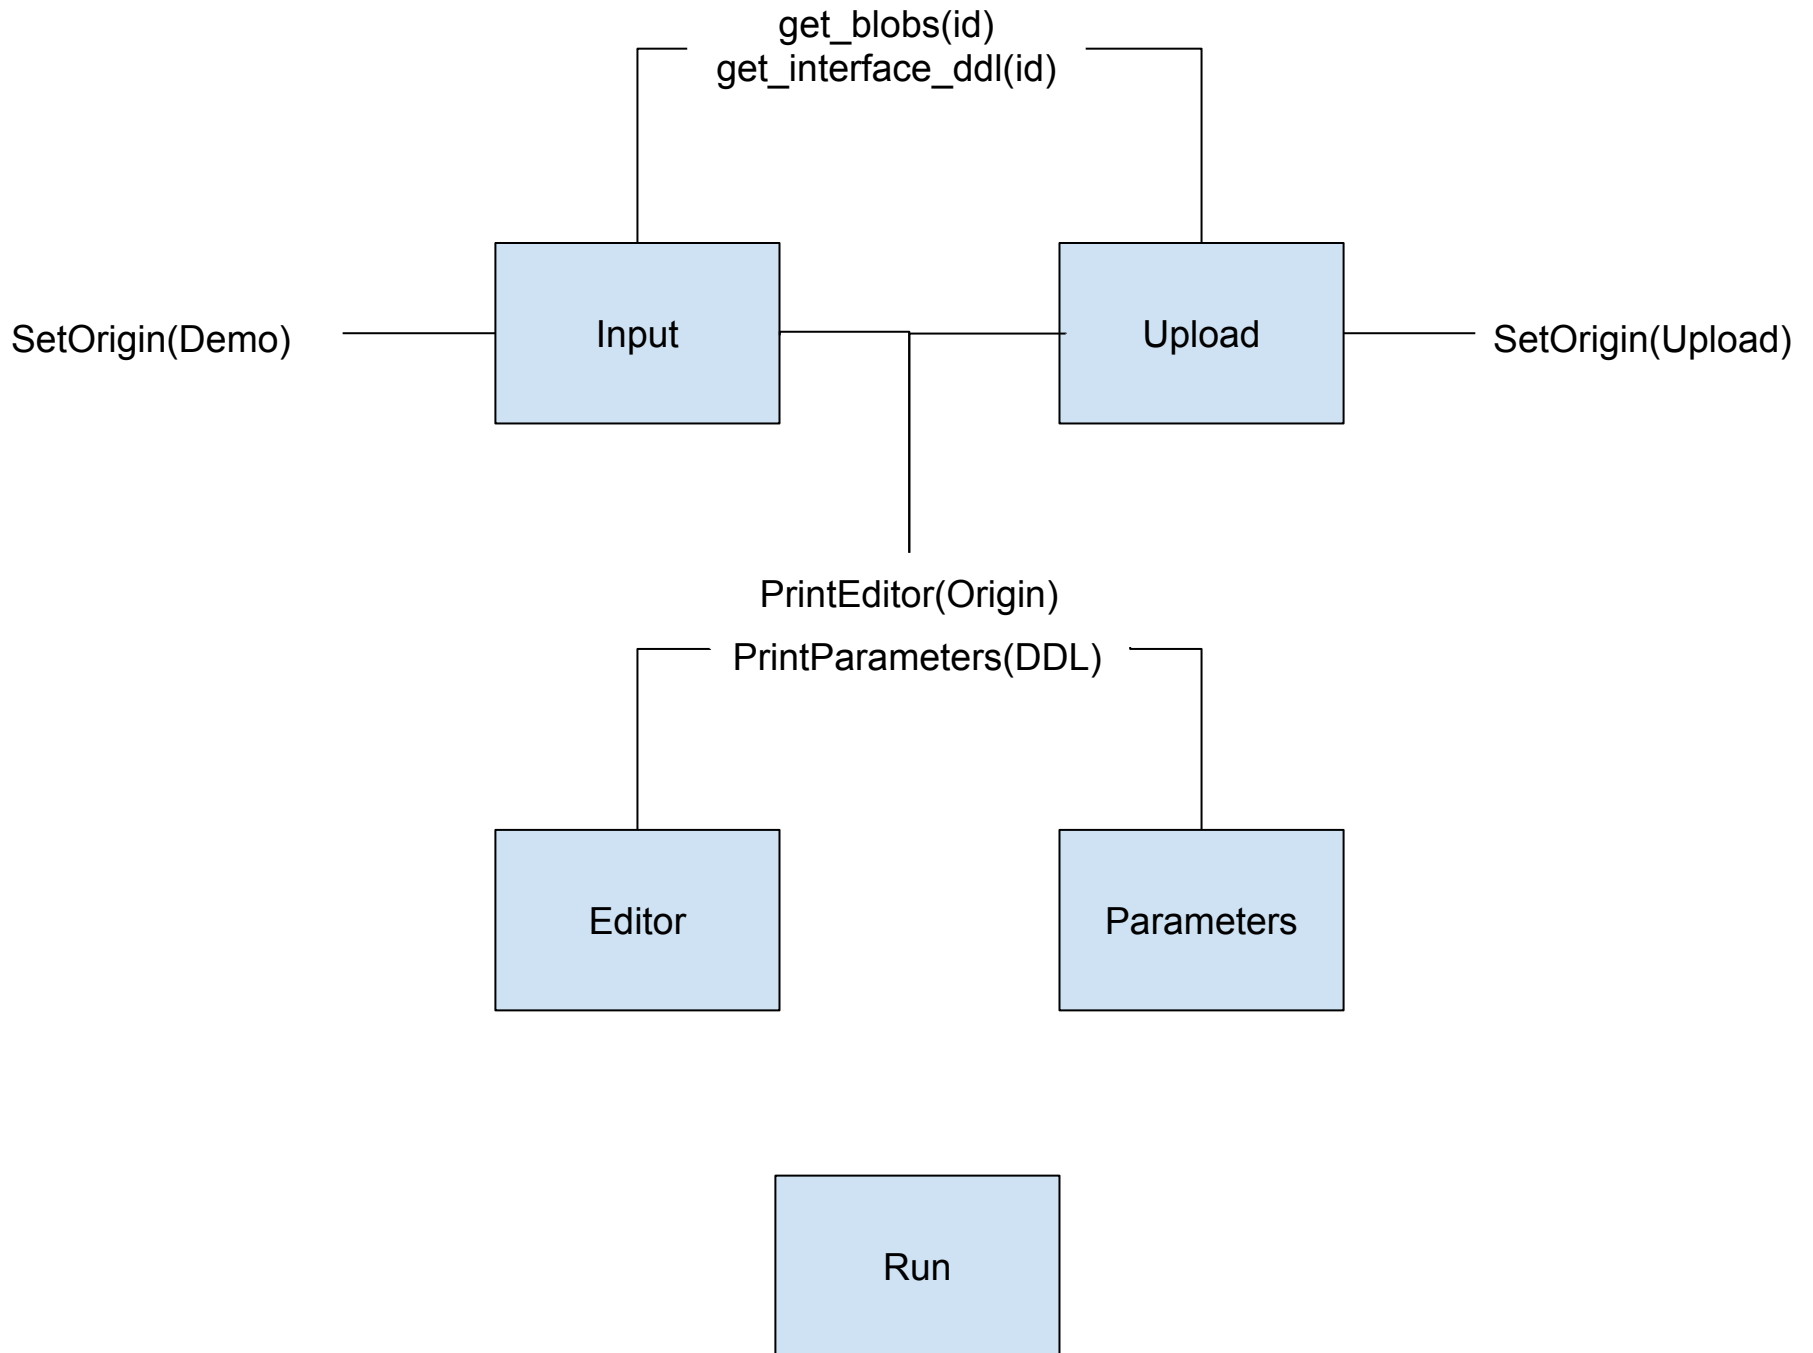 get_blobs(id)
get_interface_ddl(id)
SetOrigin(Demo)
Input
Upload
SetOrigin(Upload)
PrintEditor(Origin)
PrintParameters(DDL)
Editor
Parameters
Run